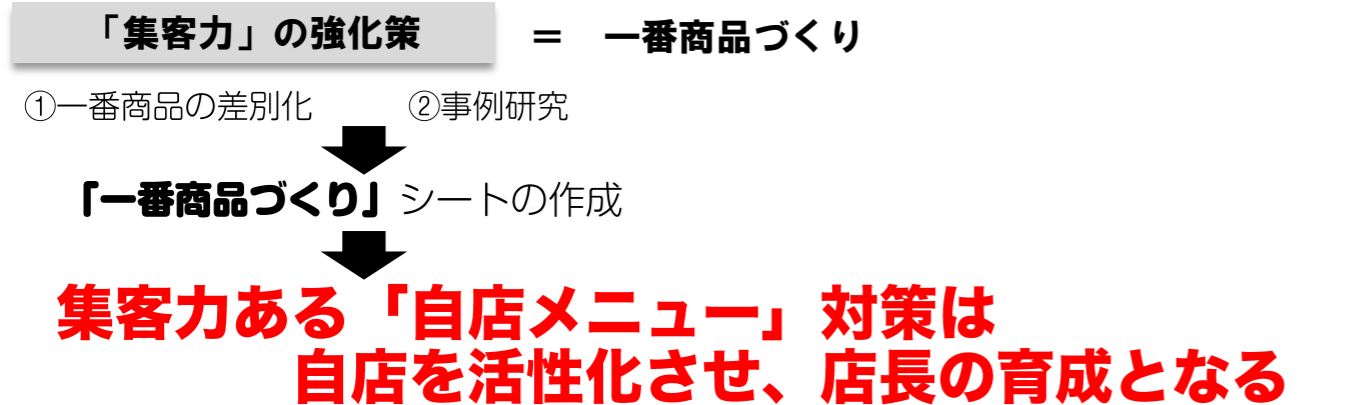 「集客力」の強化策 ＝ 一番商品づくり
①一番商品の差別化 ②事例研究
「一番商品づくり」シートの作成
集客力ある「自店メニュー」対策は
自店を活性化させ、店長の育成となる